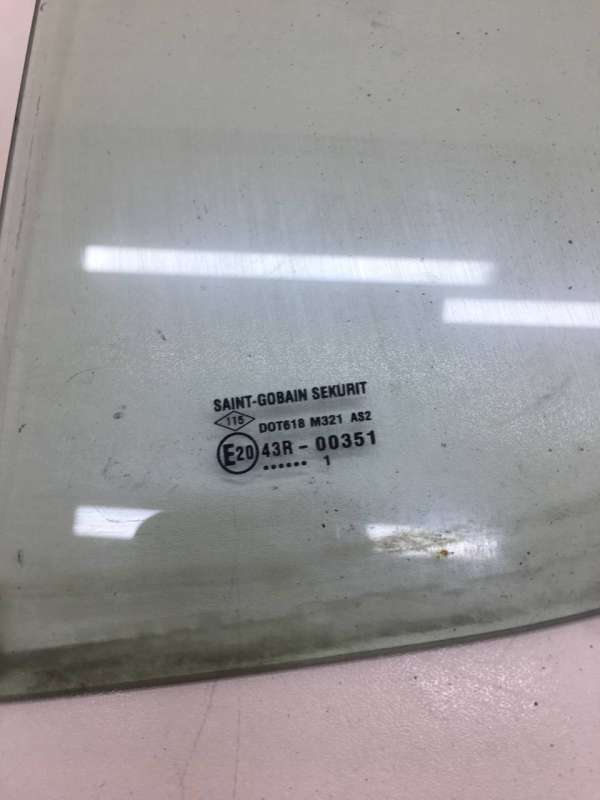 SAINT-GOBAIN SEKURIT
115 DOT618 M321 AS2
E20 43R - 00351
...... 1